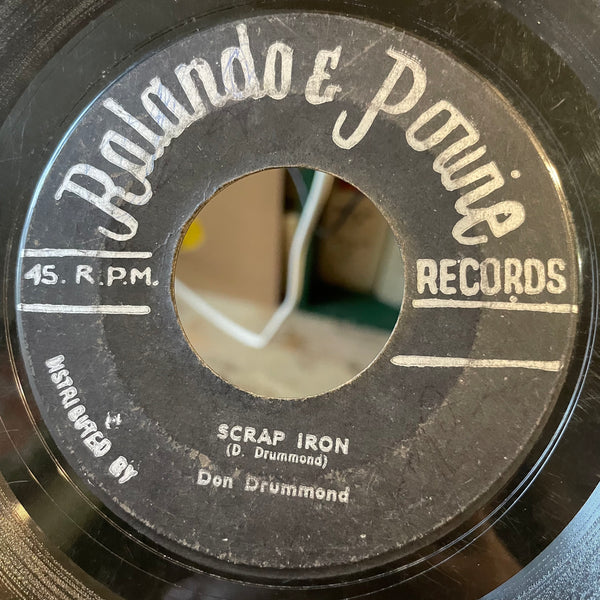 Rolando & Powie
45. R.P.M.
RECORDS
DISTRIBUTED BY
SCRAP IRON
(D. Drummond)
Don Drummond